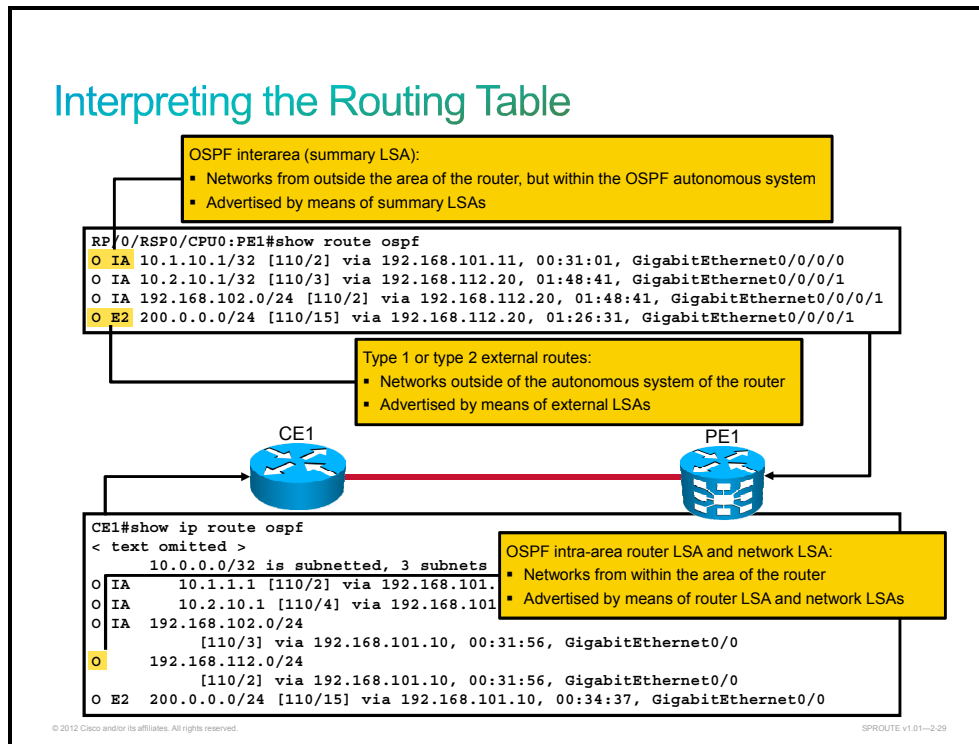 Interpreting the Routing Table
OSPF interarea (summary LSA):
▪ Networks from outside the area of the router, but within the OSPF autonomous system
▪ Advertised by means of summary LSAs
RP/0/RSP0/CPU0:PE1#show route ospf
O IA 10.1.10.1/32 [110/2] via 192.168.101.11, 00:31:01, GigabitEthernet0/0/0/0
O IA 10.2.10.1/32 [110/3] via 192.168.112.20, 01:48:41, GigabitEthernet0/0/0/1
O IA 192.168.102.0/24 [110/2] via 192.168.112.20, 01:48:41, GigabitEthernet0/0/0/1
O E2 200.0.0.0/24 [110/15] via 192.168.112.20, 01:26:31, GigabitEthernet0/0/0/1
Type 1 or type 2 external routes:
▪ Networks outside of the autonomous system of the router
▪ Advertised by means of external LSAs
CE1
PE1
CE1#show ip route ospf
< text omitted >
10.0.0.0/32 is subnetted, 3 subnets
O IA 10.1.1.1 [110/2] via 192.168.101.
O IA 10.2.10.1 [110/4] via 192.168.101
O IA 192.168.102.0/24
[110/3] via 192.168.101.10, 00:31:56, GigabitEthernet0/0
O 192.168.112.0/24
[110/2] via 192.168.101.10, 00:31:56, GigabitEthernet0/0
O E2 200.0.0.0/24 [110/15] via 192.168.101.10, 00:34:37, GigabitEthernet0/0
OSPF intra-area router LSA and network LSA:
▪ Networks from within the area of the router
▪ Advertised by means of router LSA and network LSAs
© 2012 Cisco and/or its affiliates. All rights reserved.
SPROUTE v1.01—2-29